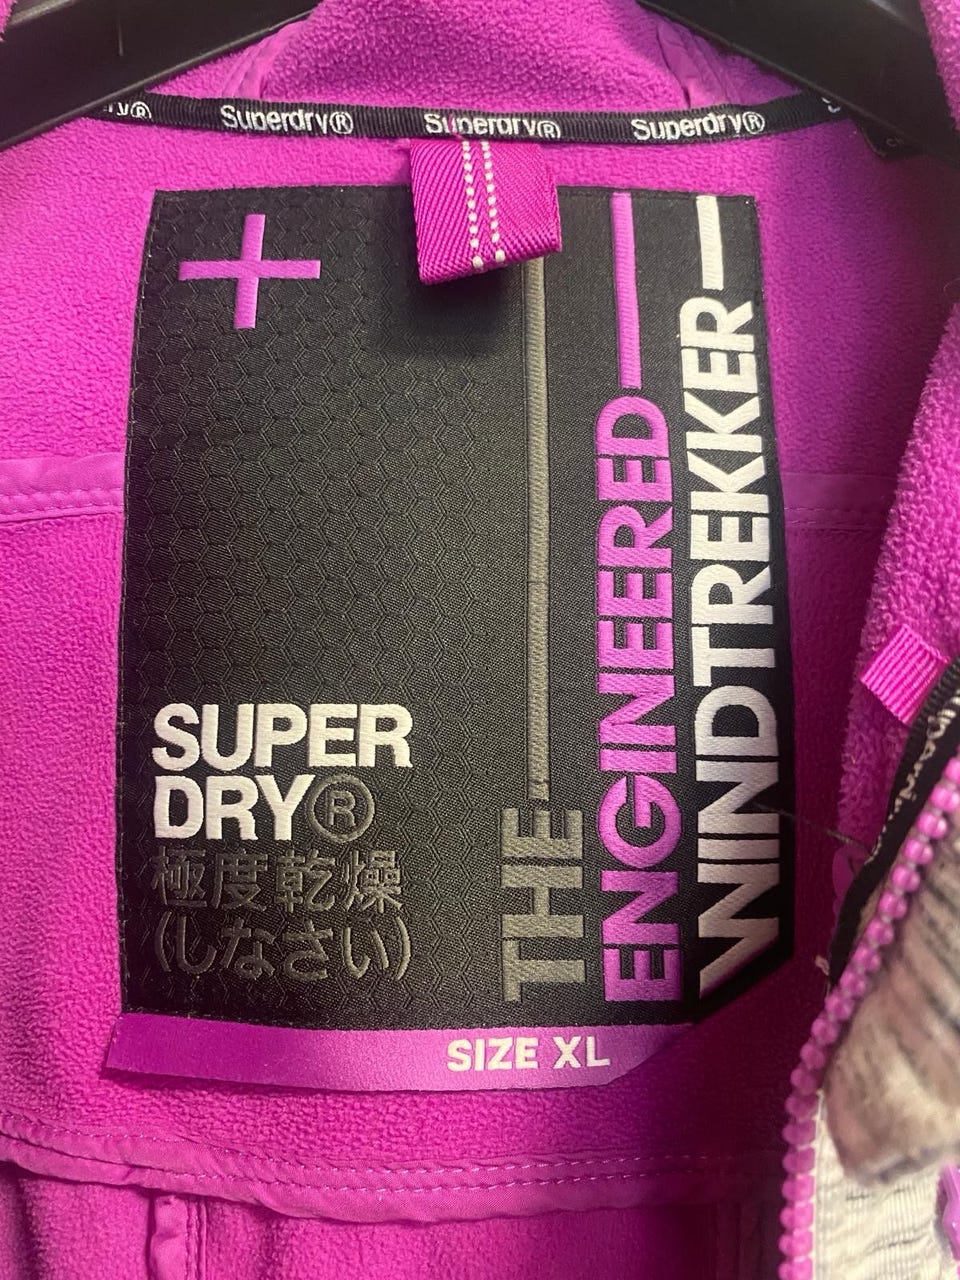 Superdry® Superdry® Superdry®
SUPER
DRY®
極度乾燥
(しなさい)
THE
ENGINEERED
WINDTREKKER
SIZE XL